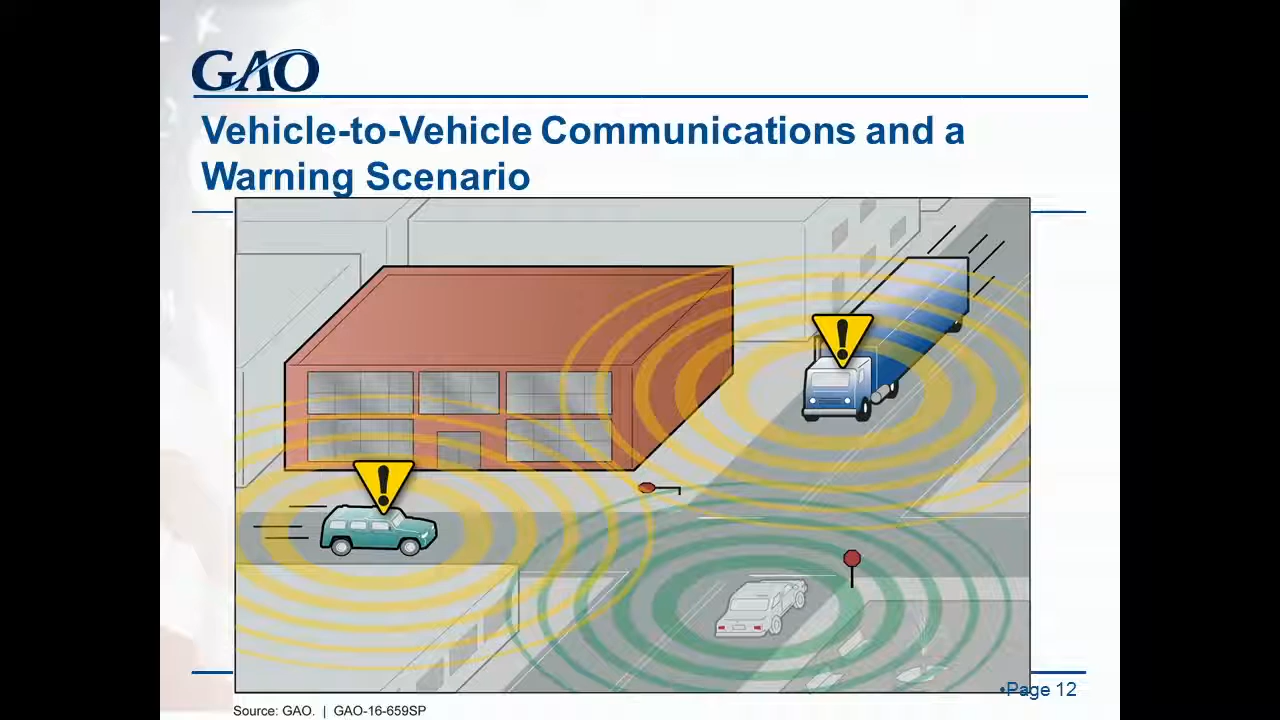 GAO
Vehicle-to-Vehicle Communications and a
Warning Scenario
•Page 12
Source: GAO. | GAO-16-659SP